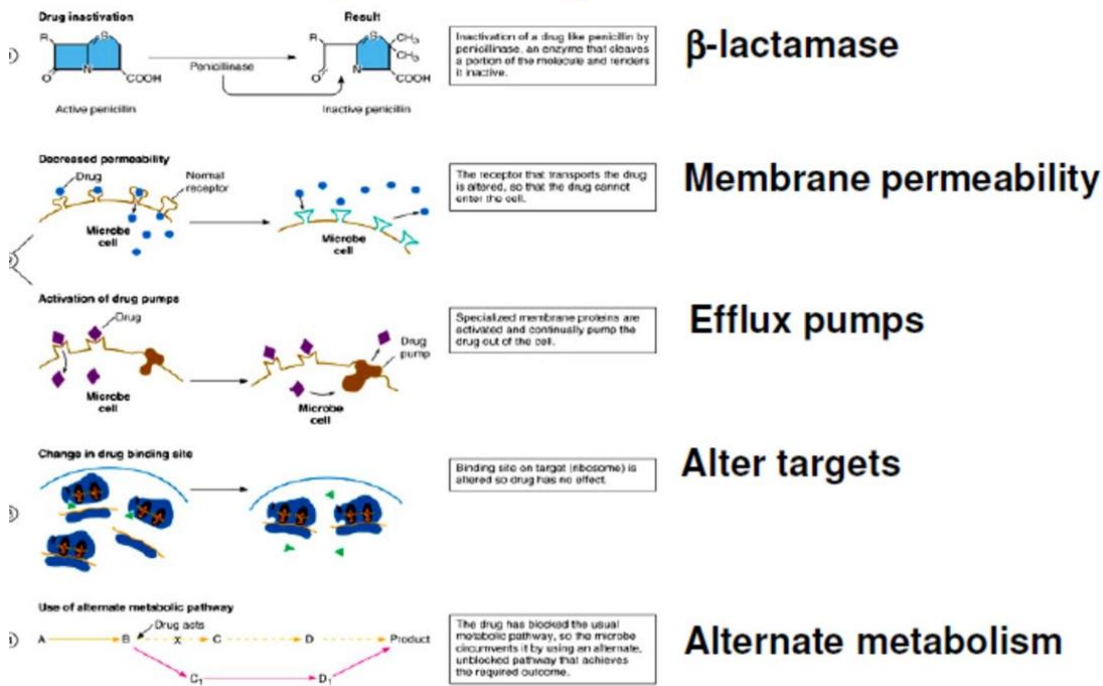 Drug inactivation
Result
R
S
N
O
COOH
Active penicillin
Penicillinase
R
S
CH₃
CH₃
N
O
COOH
Inactive penicillin
Inactivation of a drug like penicillin by
penicillinase, an enzyme that cleaves
a portion of the molecule and renders
it inactive.
β-lactamase
Decreased permeability
Drug
Normal
receptor
Microbe
cell
Microbe
cell
The receptor that transports the drug
is altered, so that the drug cannot
enter the cell.
Membrane permeability
Activation of drug pumps
Drug
Microbe
cell
Drug
pump
Microbe
cell
Specialized membrane proteins are
activated and continually pump the
drug out of the cell.
Efflux pumps
Change in drug binding site
Binding site on target (ribosome) is
altered so drug has no effect.
Alter targets
Use of alternate metabolic pathway
Drug acts
A
B
X
C
D
Product
C₁
D₁
The drug has blocked the usual
metabolic pathway, so the microbe
circumvents it by using an alternate,
unblocked pathway that achieves
the required outcome.
Alternate metabolism